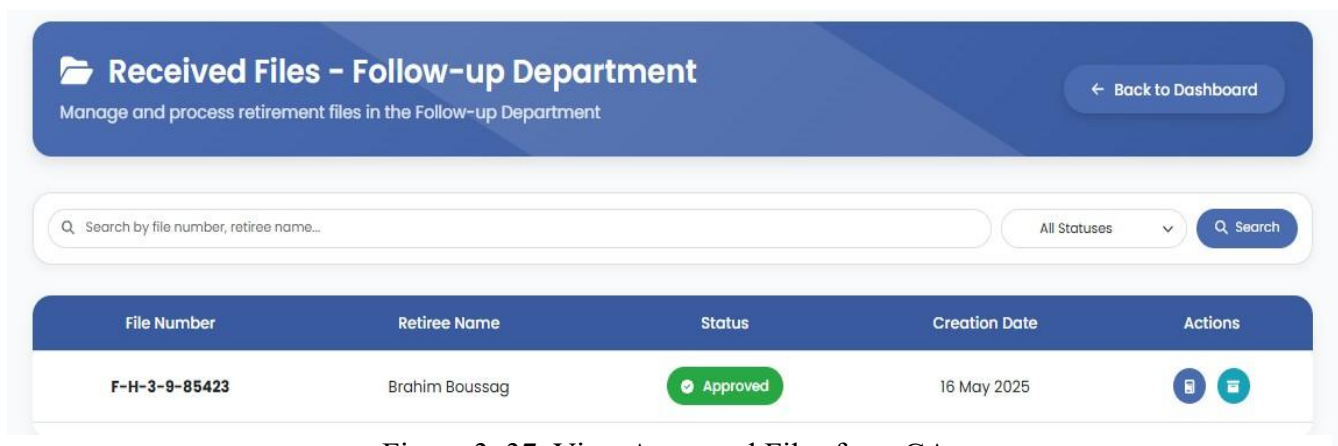 Received Files - Follow-up Department
Manage and process retirement files in the Follow-up Department
← Back to Dashboard
Search by file number, retiree name...
All Statuses
Search
File Number Retiree Name Status Creation Date Actions
F-H-3-9-85423 Brahim Boussag Approved 16 May 2025